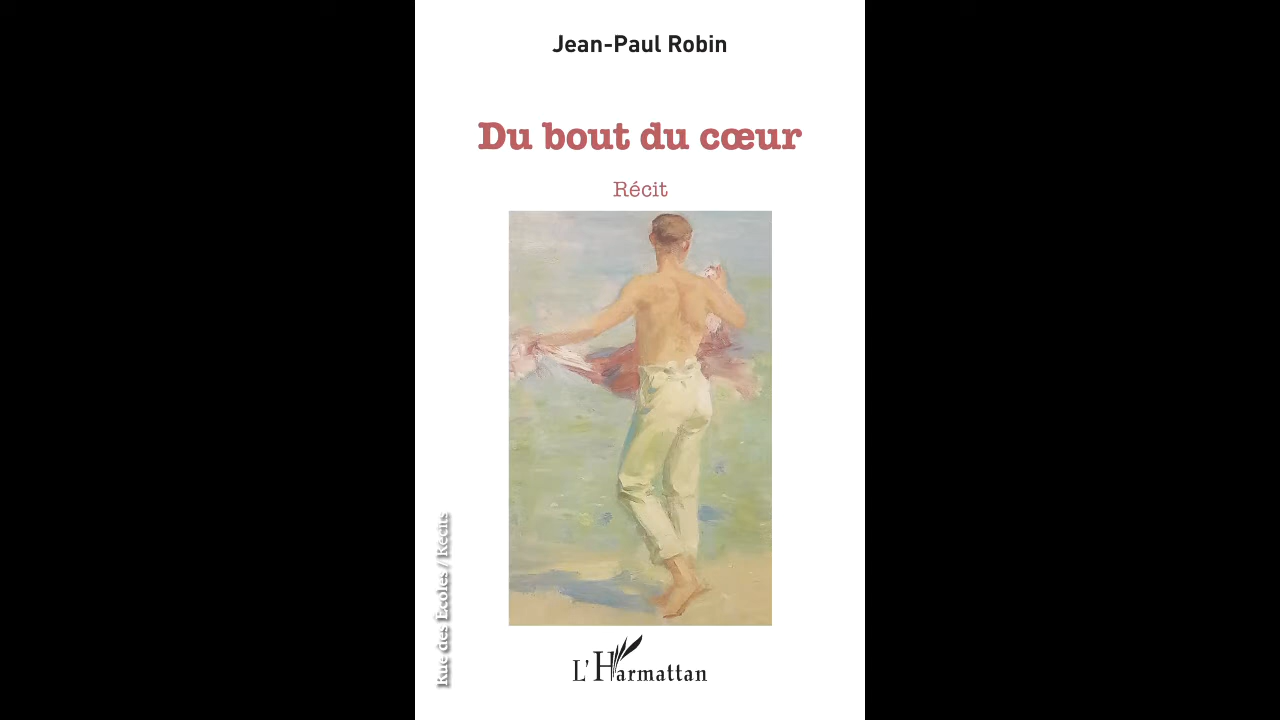 Jean-Paul Robin
Du bout du cœur
Récit
Rue des Écoles / Récits
L'Harmattan